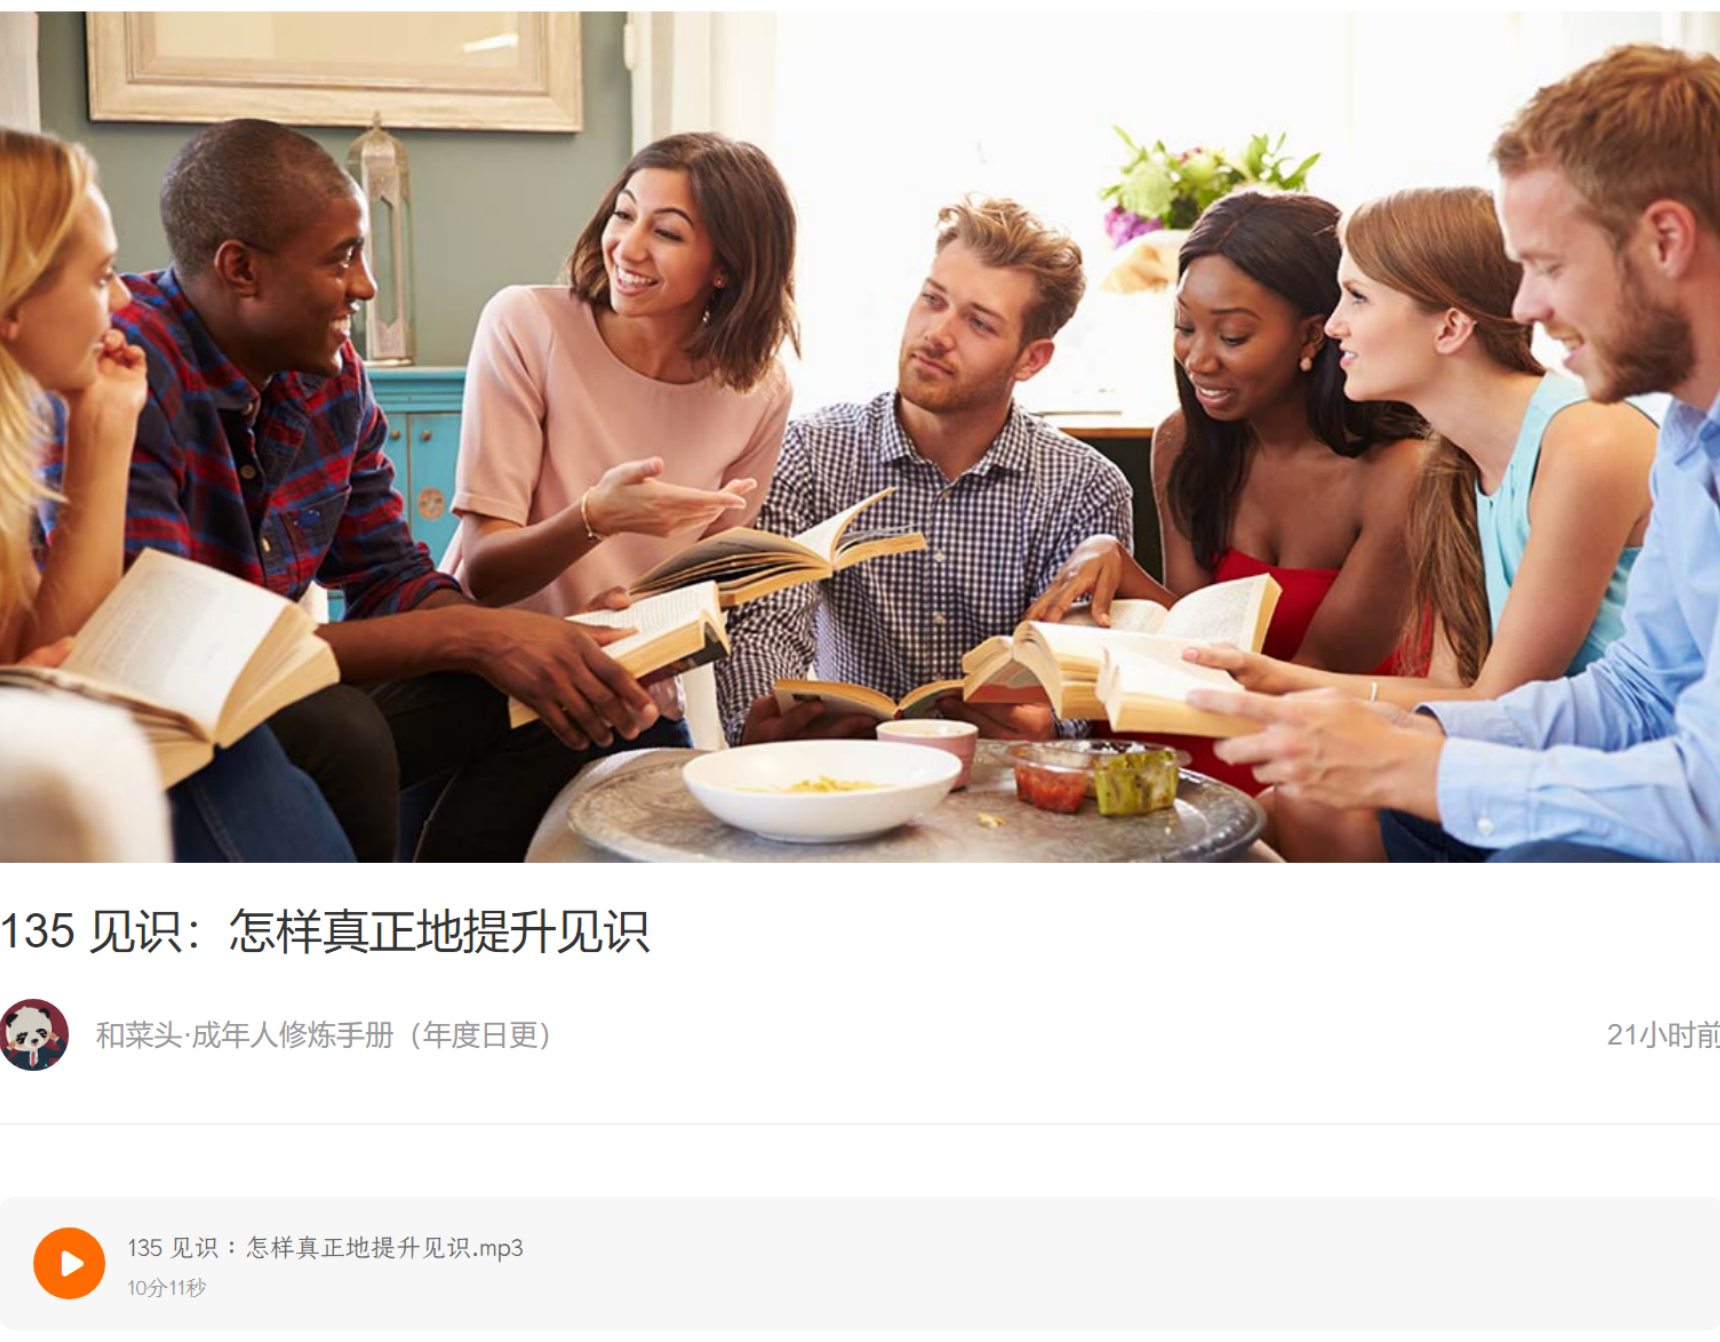 135 见识：怎样真正地提升见识
和菜头·成年人修炼手册（年度日更）
21小时前
135 见识：怎样真正地提升见识.mp3
10分11秒